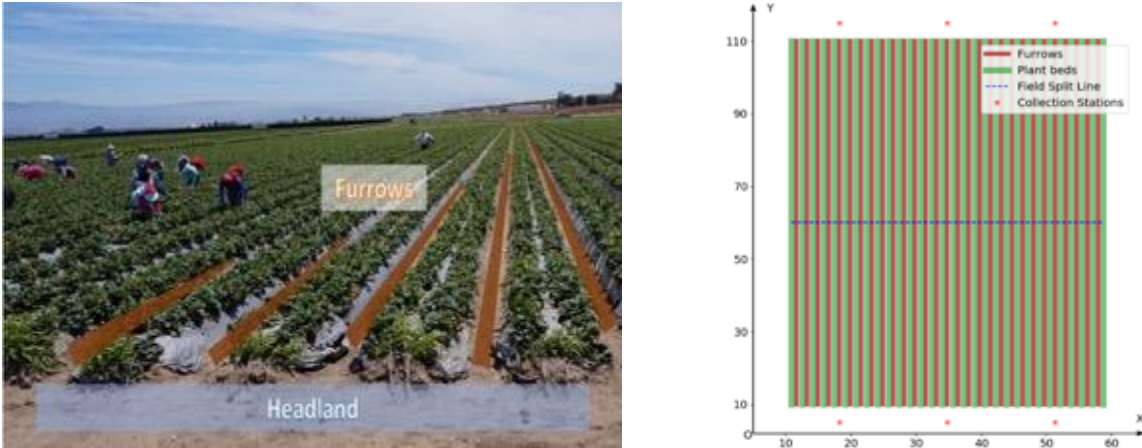 Furrows
Headland
Y
110
90
70
50
30
10
O
10
20
30
40
50
60
X
Furrows
Plant beds
Field Split Line
Collection Stations